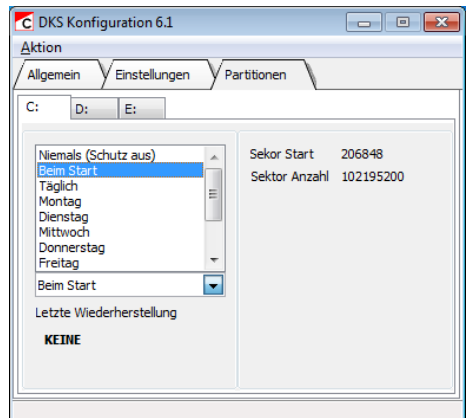 C DKS Konfiguration 6.1
Aktion
Allgemein Einstellungen Partitionen
C: D: E:
Niemals (Schutz aus)
Beim Start
Täglich
Montag
Dienstag
Mittwoch
Donnerstag
Freitag
Beim Start
Letzte Wiederherstellung
KEINE
Sekor Start 206848
Sektor Anzahl 102195200